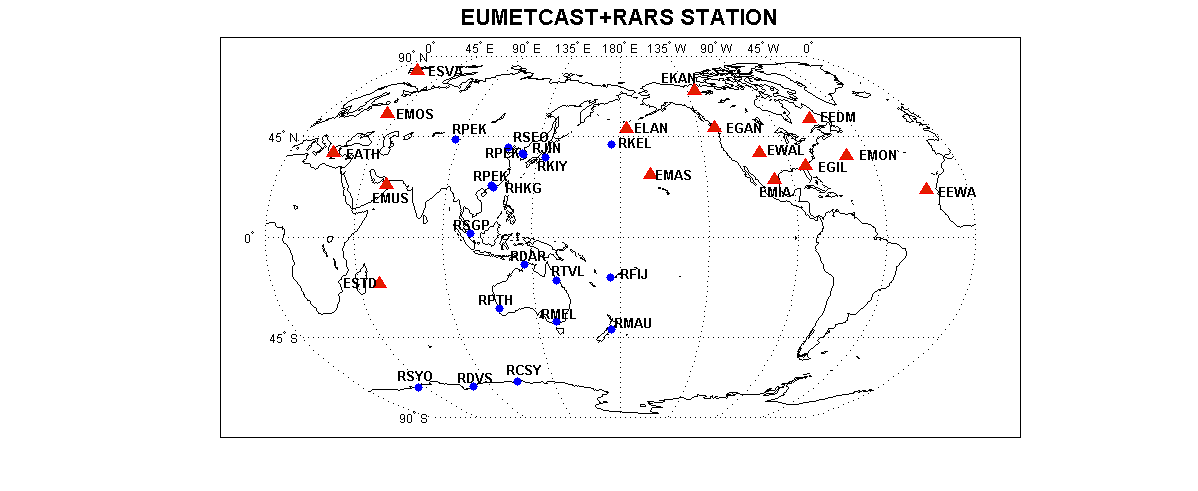 EUMETCAST+RARS STATION
0° 45° E 90° E 135° E 180° E 135° W 90° W 45° W 0°
90° N
ESVA
EKAN
EMOS
EEDM
ELAN
EGAN
RPEK
45° N
RSEO
RKEL
RJIN
RPEK
EATH
EWAL
EMON
RKIY
EGIL
RPEK
EMAS
RHKG
EMUS
EMIA
EEWA
RSGP
0°
RDAR
RTVL
RFIJ
ESTD
RPTH
RMEL
RMAU
45° S
RCSY
RSYO
RDVS
90° S